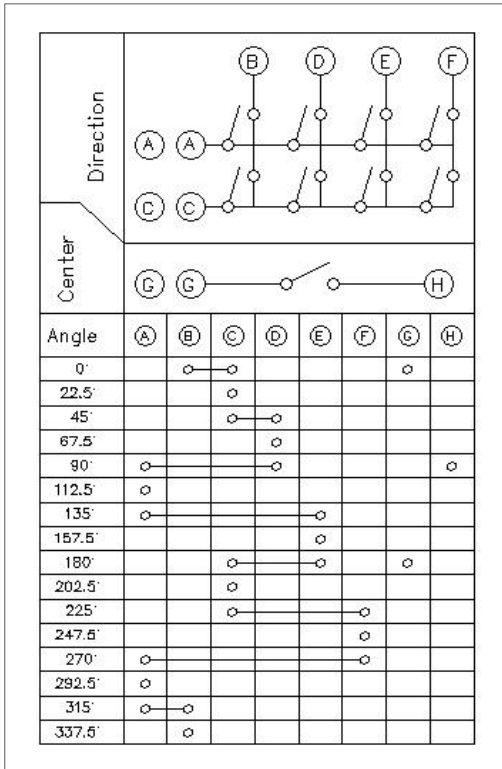 B D E F
Direction
A A
C C
Center
G G H
Angle A B C D E F G H
0°
22.5°
45°
67.5°
90°
112.5°
135°
157.5°
180°
202.5°
225°
247.5°
270°
292.5°
315°
337.5°